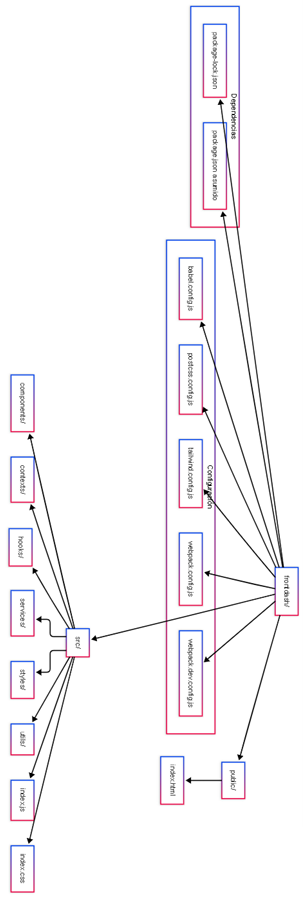 frontdash/
Dependencias
package-lock.json
package.json asumido
Configuración
babel.config.js
postcss.config.js
tailwind.config.js
webpack.config.js
webpack.dev.config.js
public/
index.html
src/
components/
contexts/
hooks/
services/
styles/
utils/
index.js
index.css